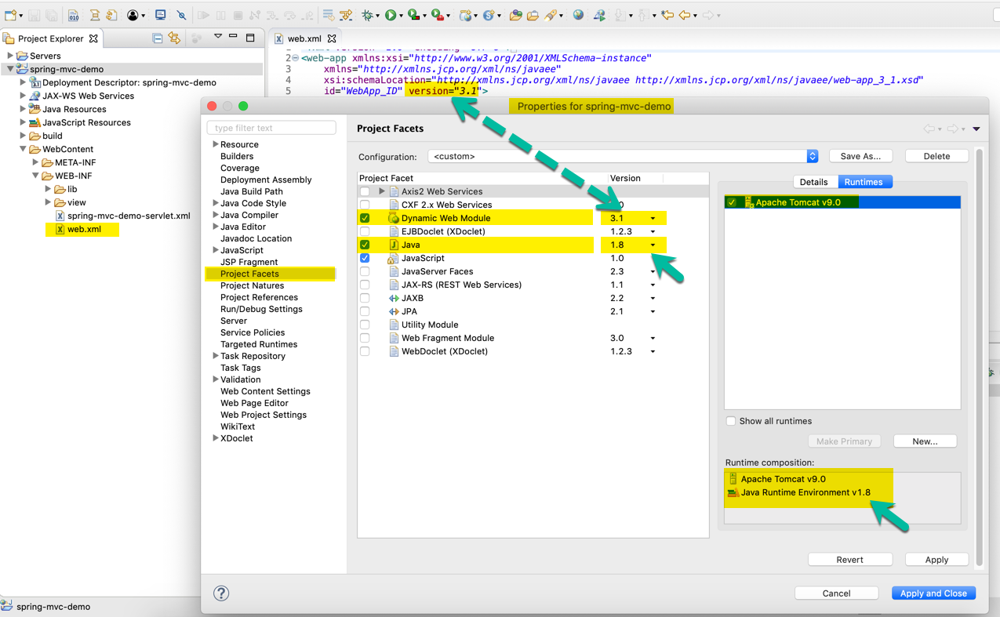 Project Explorer
Servers
spring-mvc-demo
Deployment Descriptor: spring-mvc-demo
JAX-WS Web Services
Java Resources
JavaScript Resources
build
WebContent
META-INF
WEB-INF
lib
view
spring-mvc-demo-servlet.xml
web.xml
web.xml
2 <web-app xmlns:xsi="http://www.w3.org/2001/XMLSchema-instance"
3 xmlns="http://xmlns.jcp.org/xml/ns/javaee"
4 xsi:schemaLocation="http://xmlns.jcp.org/xml/ns/javaee http://xmlns.jcp.org/xml/ns/javaee/web-app_3_1.xsd"
5 id="WebApp_ID" version="3.1">
Properties for spring-mvc-demo
type filter text
Resource
Builders
Coverage
Deployment Assembly
Java Build Path
Java Code Style
Java Compiler
Java Editor
Javadoc Location
JavaScript
JSP Fragment
Project Facets
Project Natures
Project References
Run/Debug Settings
Server
Service Policies
Targeted Runtimes
Task Repository
Task Tags
Validation
Web Content Settings
Web Page Editor
Web Project Settings
WikiText
XDoclet
Project Facets
Configuration: <custom> Save As... Delete
Project Facet Version
Axis2 Web Services
CXF 2.x Web Services
Dynamic Web Module 3.1
EJBDoclet (XDoclet) 1.2.3
Java 1.8
JavaScript 1.0
JavaServer Faces 2.3
JAX-RS (REST Web Services) 1.1
JAXB 2.2
JPA 2.1
Utility Module
Web Fragment Module 3.0
WebDoclet (XDoclet) 1.2.3
Details Runtimes
Apache Tomcat v9.0
Show all runtimes
Make Primary New...
Runtime composition:
Apache Tomcat v9.0
Java Runtime Environment v1.8
Revert Apply
Cancel Apply and Close
spring-mvc-demo